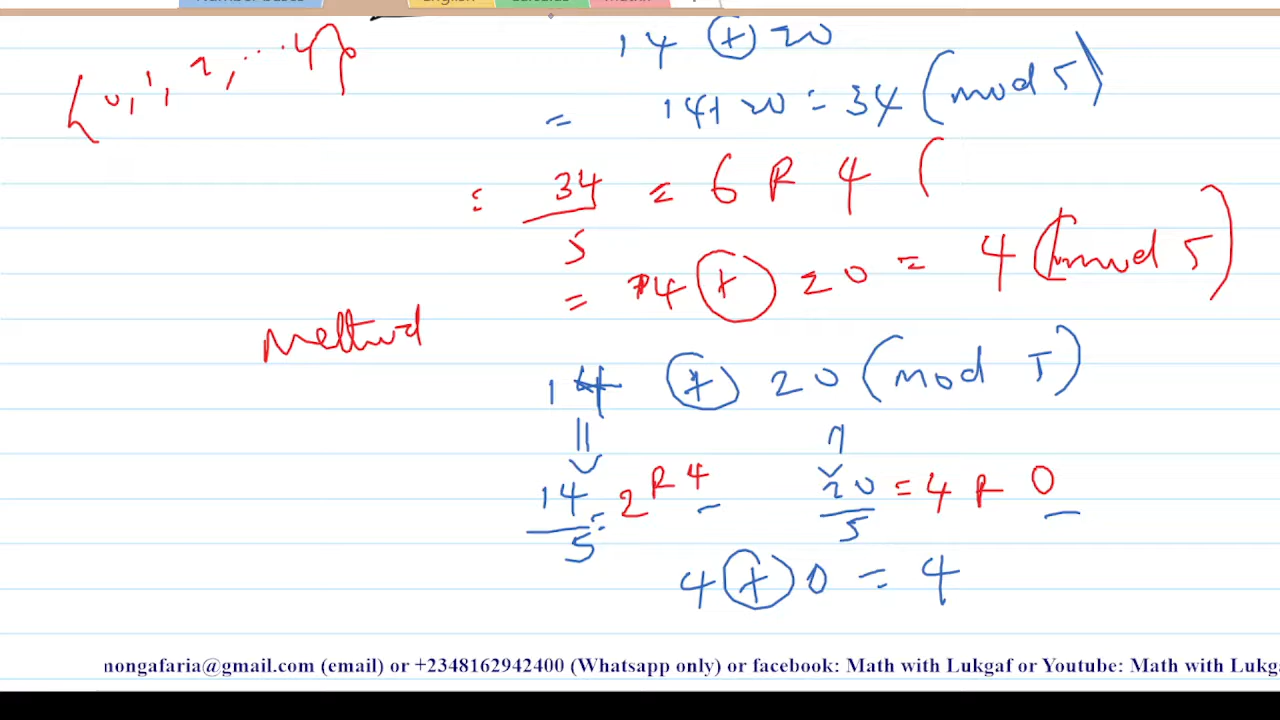 {0, 1, 2, ... 4}
14 ⊕ 20
= 14 + 20 = 34 (mod 5)
= 34/5 = 6 R 4 (
= 14 ⊕ 20 = 4 (mod 5)
Method
14 ⊕ 20 (mod 5)
14/5 = 2 R 4 20/5 = 4 R 0
4 ⊕ 0 = 4
mongafaria@gmail.com (email) or +2348162942400 (Whatsapp only) or facebook: Math with Lukgaf or Youtube: Math with Lukga